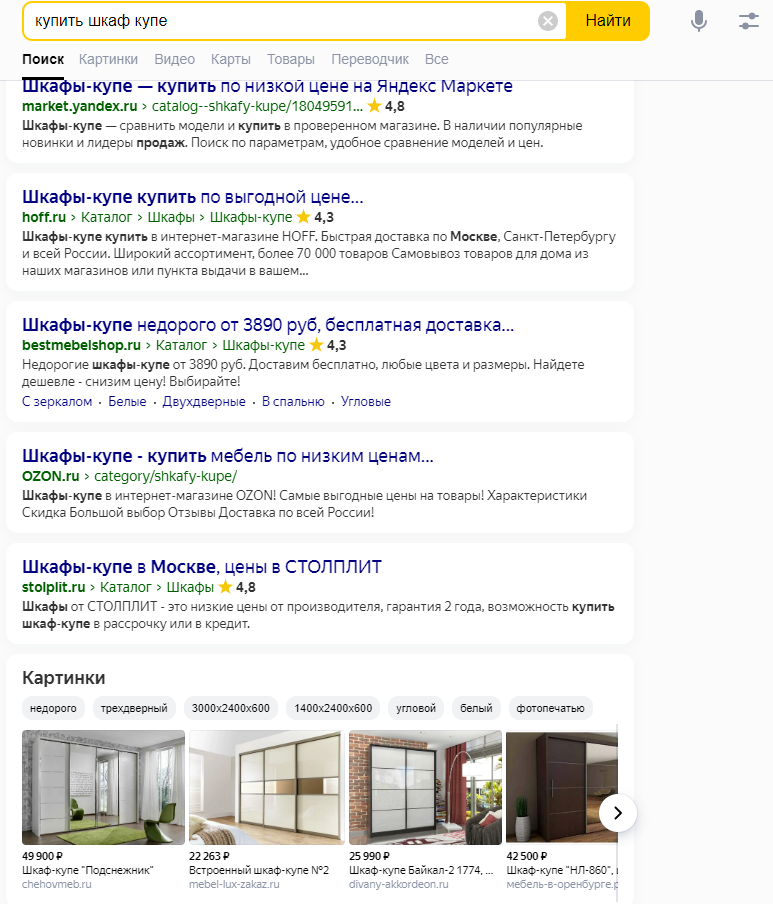 купить шкаф купе
Найти
Поиск Картинки Видео Карты Товары Переводчик Все
Шкафы-купе — купить по низкой цене на Яндекс Маркете
market.yandex.ru › catalog--shkafy-kupe/18049591... 4,8
Шкафы-купе — сравнить модели и купить в проверенном магазине. В наличии популярные
новинки и лидеры продаж. Поиск по параметрам, удобное сравнение моделей и цен.
Шкафы-купе купить по выгодной цене...
hoff.ru › Каталог › Шкафы › Шкафы-купе 4,3
Шкафы-купе купить в интернет-магазине HOFF. Быстрая доставка по Москве, Санкт-Петербургу
и всей России. Широкий ассортимент, более 70 000 товаров Самовывоз товаров для дома из
наших магазинов или пункта выдачи в вашем...
Шкафы-купе недорого от 3890 руб, бесплатная доставка...
bestmebelshop.ru › Каталог › Шкафы-купе 4,3
Недорогие шкафы-купе от 3890 руб. Доставим бесплатно, любые цвета и размеры. Найдете
дешевле - снизим цену! Выбирайте!
С зеркалом · Белые · Двухдверные · В спальню · Угловые
Шкафы-купе - купить мебель по низким ценам...
OZON.ru › category/shkafy-kupe/
Шкафы-купе в интернет-магазине OZON! Самые выгодные цены на товары! Характеристики
Скидка Большой выбор Отзывы Доставка по всей России!
Шкафы-купе в Москве, цены в СТОЛПЛИТ
stolplit.ru › Каталог › Шкафы 4,8
Шкафы от СТОЛПЛИТ - это низкие цены от производителя, гарантия 2 года, возможность купить
шкаф-купе в рассрочку или в кредит.
Картинки
недорого трехдверный 3000х2400х600 1400х2400х600 угловой белый фотопечатью
49 900 ₽ 22 263 ₽ 25 990 ₽ 42 500 ₽
Шкаф-купе "Подснежник" Встроенный шкаф-купе №2 Шкаф-купе Байкал-2 1774, ... Шкаф-купе "НЛ-860",
chehovmeb.ru mebel-lux-zakaz.ru divany-akkordeon.ru мебель-в-оренбурге.р